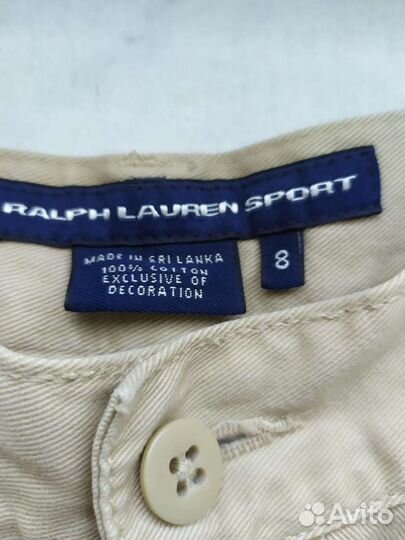 RALPH LAUREN SPORT
MADE IN SRI LANKA
100% COTTON
EXCLUSIVE OF
DECORATION
8
Avito